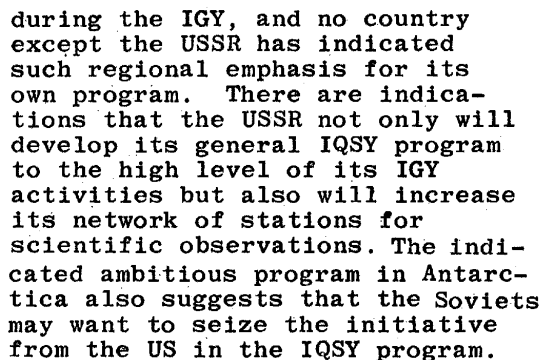 during the IGY, and no country
except the USSR has indicated
such regional emphasis for its
own program. There are indica-
tions that the USSR not only will
develop its general IQSY program
to the high level of its IGY
activities but also will increase
its network of stations for
scientific observations. The indi-
cated ambitious program in Antarc-
tica also suggests that the Soviets
may want to seize the initiative
from the US in the IQSY program.